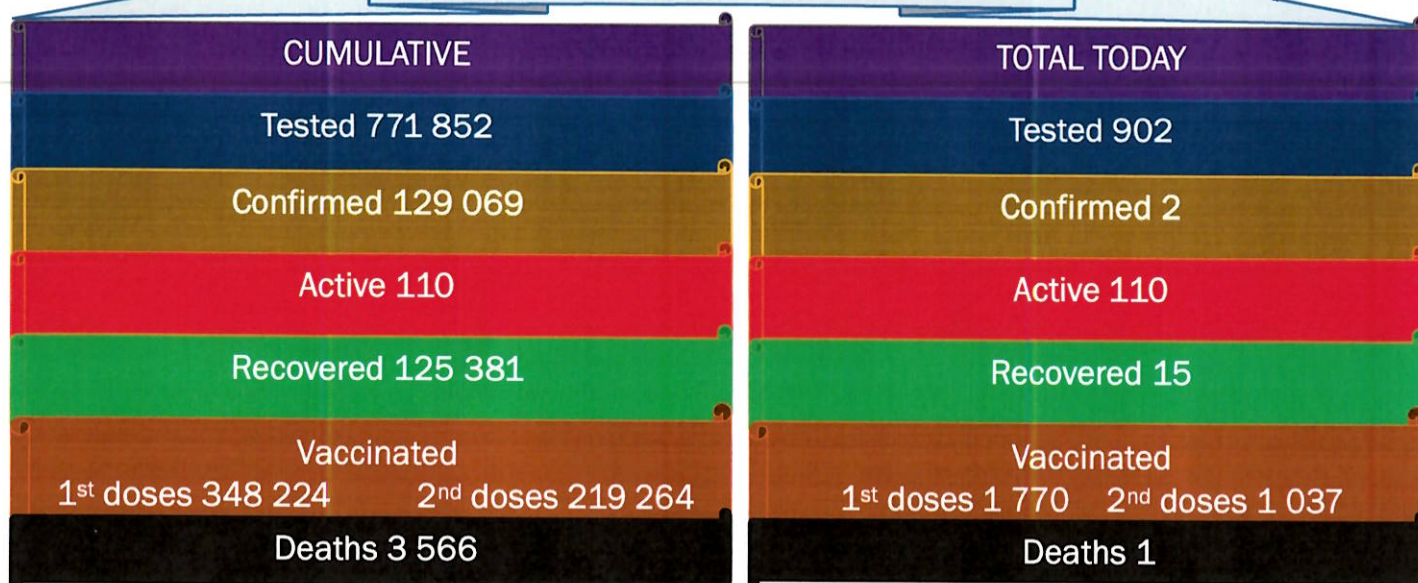 CUMULATIVE
Tested 771 852
Confirmed 129 069
Active 110
Recovered 125 381
Vaccinated
1st doses 348 224 2nd doses 219 264
Deaths 3 566
TOTAL TODAY
Tested 902
Confirmed 2
Active 110
Recovered 15
Vaccinated
1st doses 1 770 2nd doses 1 037
Deaths 1